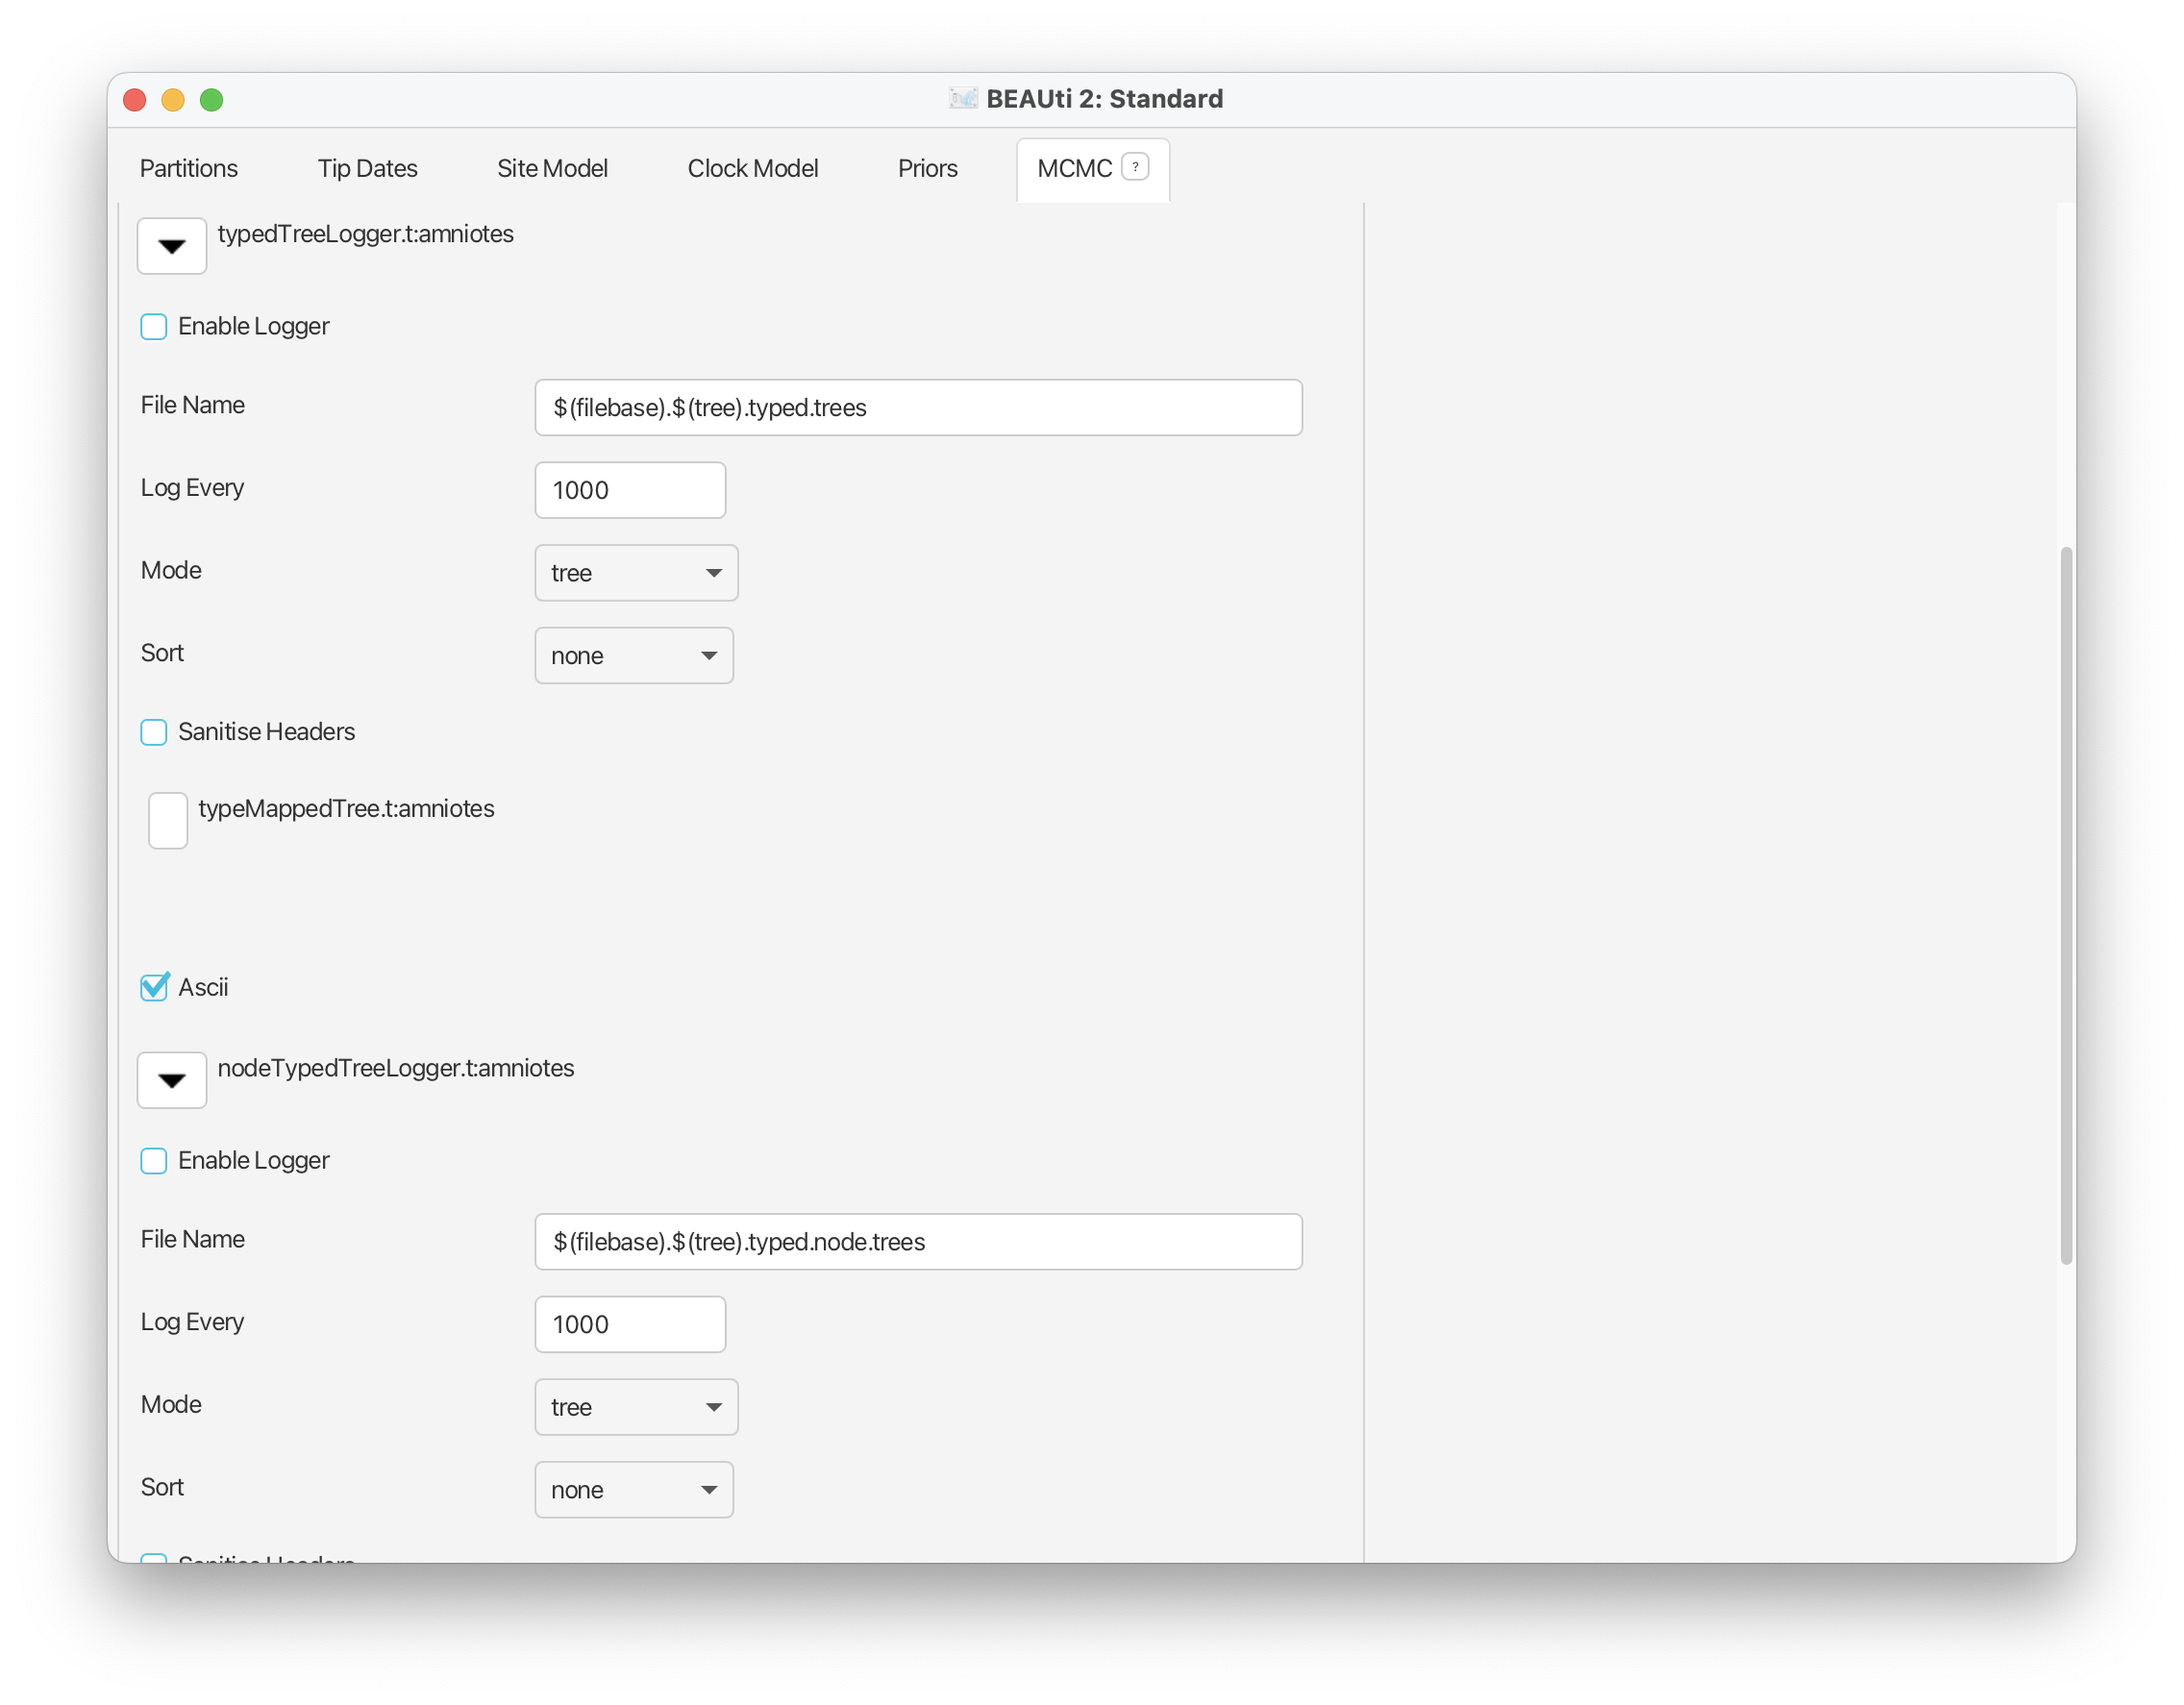 BEAUti 2: Standard
Partitions Tip Dates Site Model Clock Model Priors MCMC ?
typedTreeLogger.t:amniotes
Enable Logger
File Name $(filebase).$(tree).typed.trees
Log Every 1000
Mode tree
Sort none
Sanitise Headers
typeMappedTree.t:amniotes
Ascii
nodeTypedTreeLogger.t:amniotes
Enable Logger
File Name $(filebase).$(tree).typed.node.trees
Log Every 1000
Mode tree
Sort none
Sanitise Headers